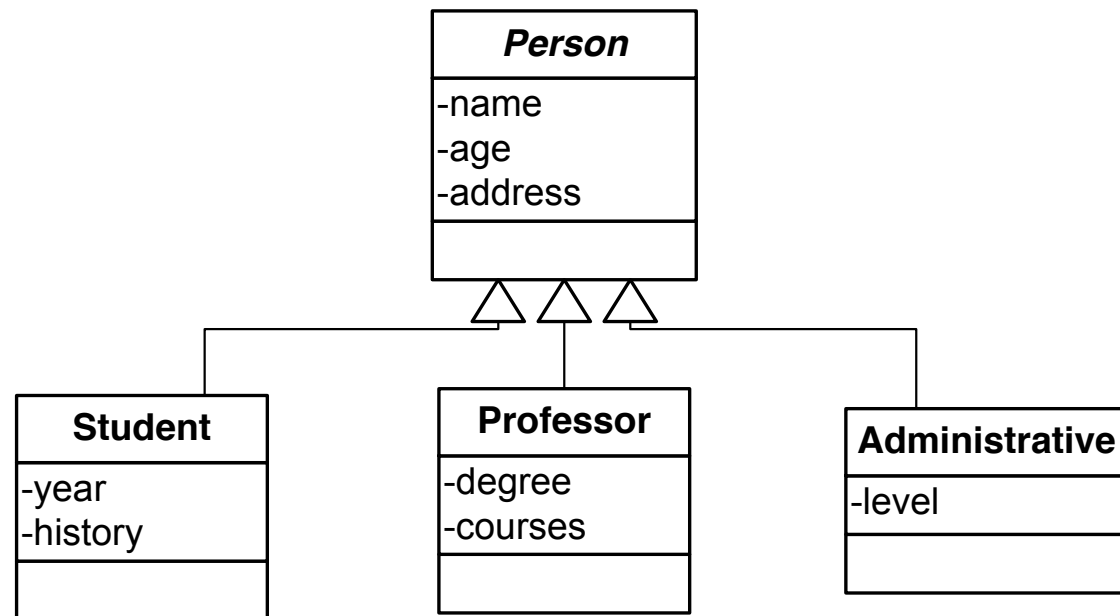 Person
-name
-age
-address
Student
-year
-history
Professor
-degree
-courses
Administrative
-level